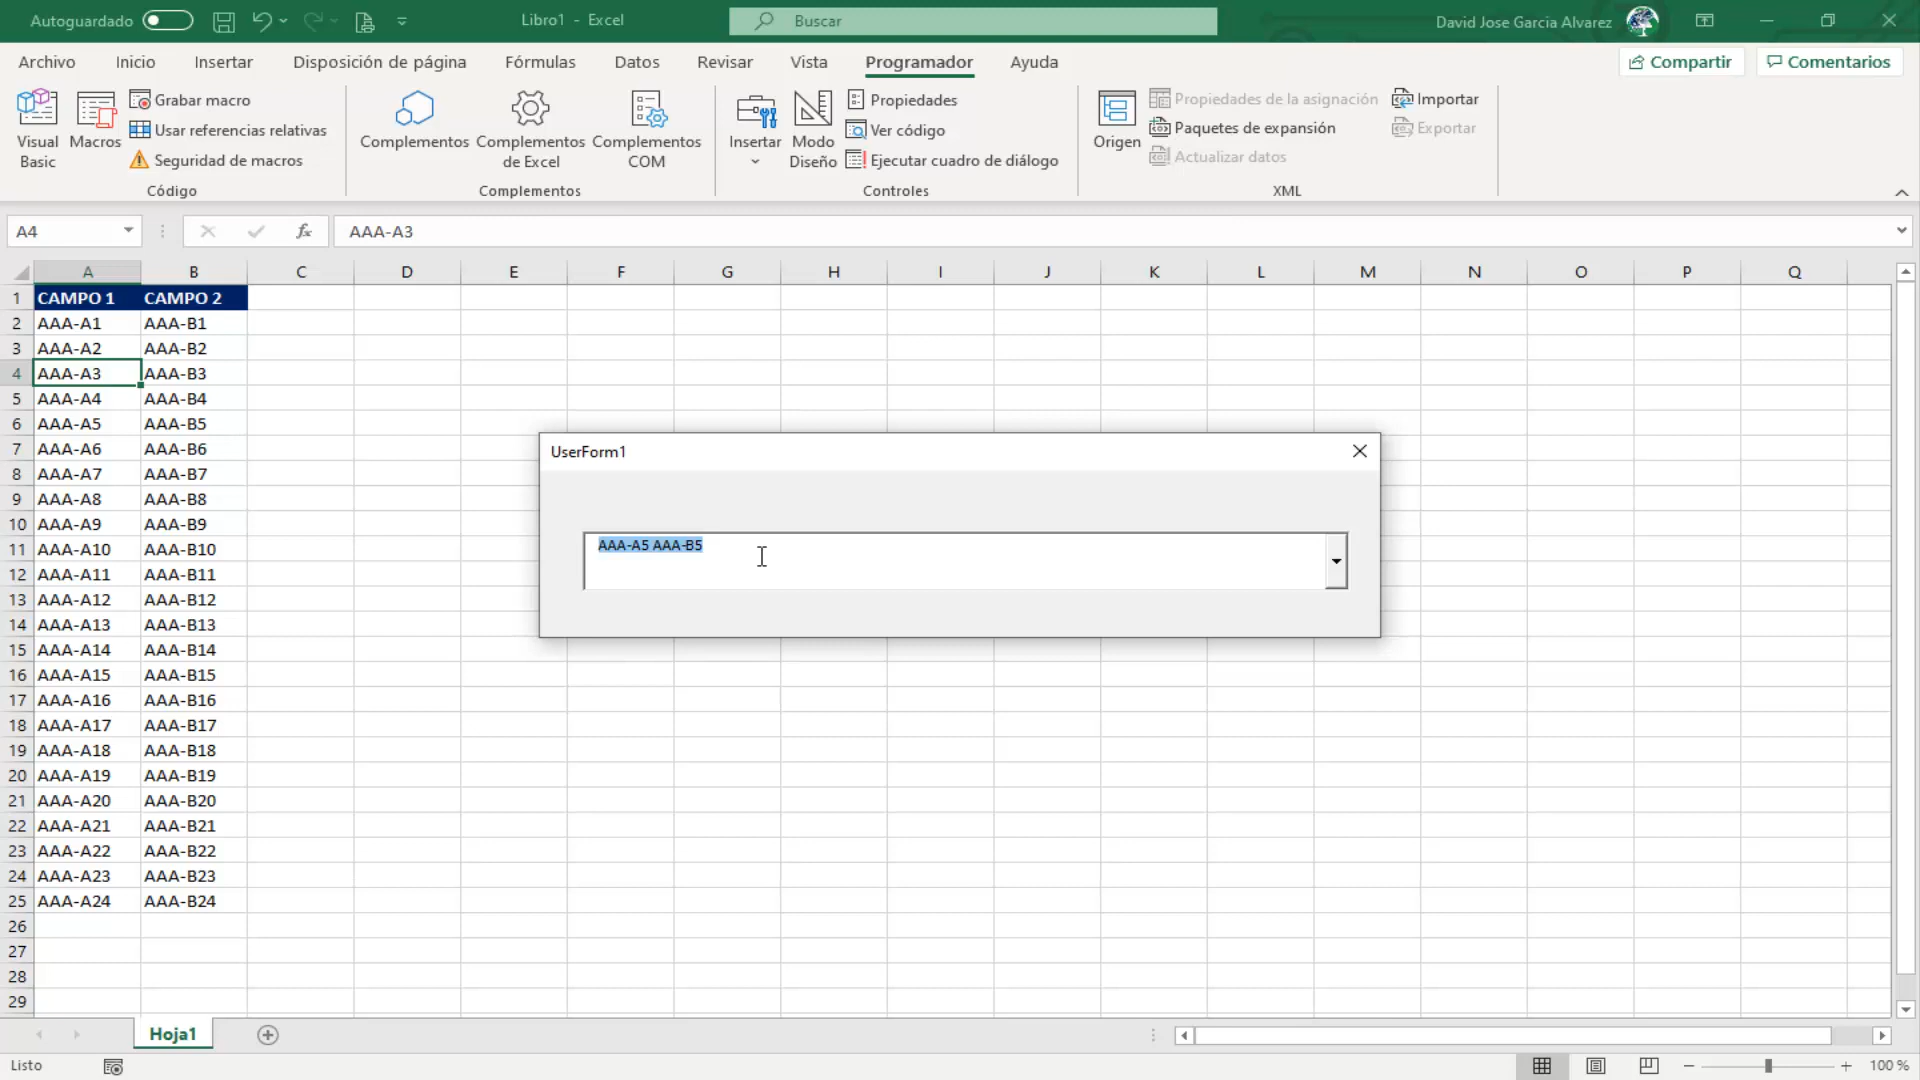 Autoguardado
Libro1 - Excel
Buscar
David Jose Garcia Alvarez
Archivo Inicio Insertar Disposición de página Fórmulas Datos Revisar Vista Programador Ayuda
Compartir
Comentarios
Visual Basic
Macros
Grabar macro
Usar referencias relativas
Seguridad de macros
Código
Complementos
Complementos de Excel
Complementos COM
Complementos
Insertar
Modo Diseño
Propiedades
Ver código
Ejecutar cuadro de diálogo
Controles
Origen
Propiedades de la asignación
Paquetes de expansión
Actualizar datos
Importar
Exportar
XML
A4
fx
AAA-A3
A B C D E F G H I J K L M N O P Q
1 CAMPO 1 CAMPO 2
2 AAA-A1 AAA-B1
3 AAA-A2 AAA-B2
4 AAA-A3 AAA-B3
5 AAA-A4 AAA-B4
6 AAA-A5 AAA-B5
7 AAA-A6 AAA-B6
8 AAA-A7 AAA-B7
9 AAA-A8 AAA-B8
10 AAA-A9 AAA-B9
11 AAA-A10 AAA-B10
12 AAA-A11 AAA-B11
13 AAA-A12 AAA-B12
14 AAA-A13 AAA-B13
15 AAA-A14 AAA-B14
16 AAA-A15 AAA-B15
17 AAA-A16 AAA-B16
18 AAA-A17 AAA-B17
19 AAA-A18 AAA-B18
20 AAA-A19 AAA-B19
21 AAA-A20 AAA-B20
22 AAA-A21 AAA-B21
23 AAA-A22 AAA-B22
24 AAA-A23 AAA-B23
25 AAA-A24 AAA-B24
26
27
28
29
UserForm1
AAA-A5 AAA-B5
Hoja1
Listo
100 %